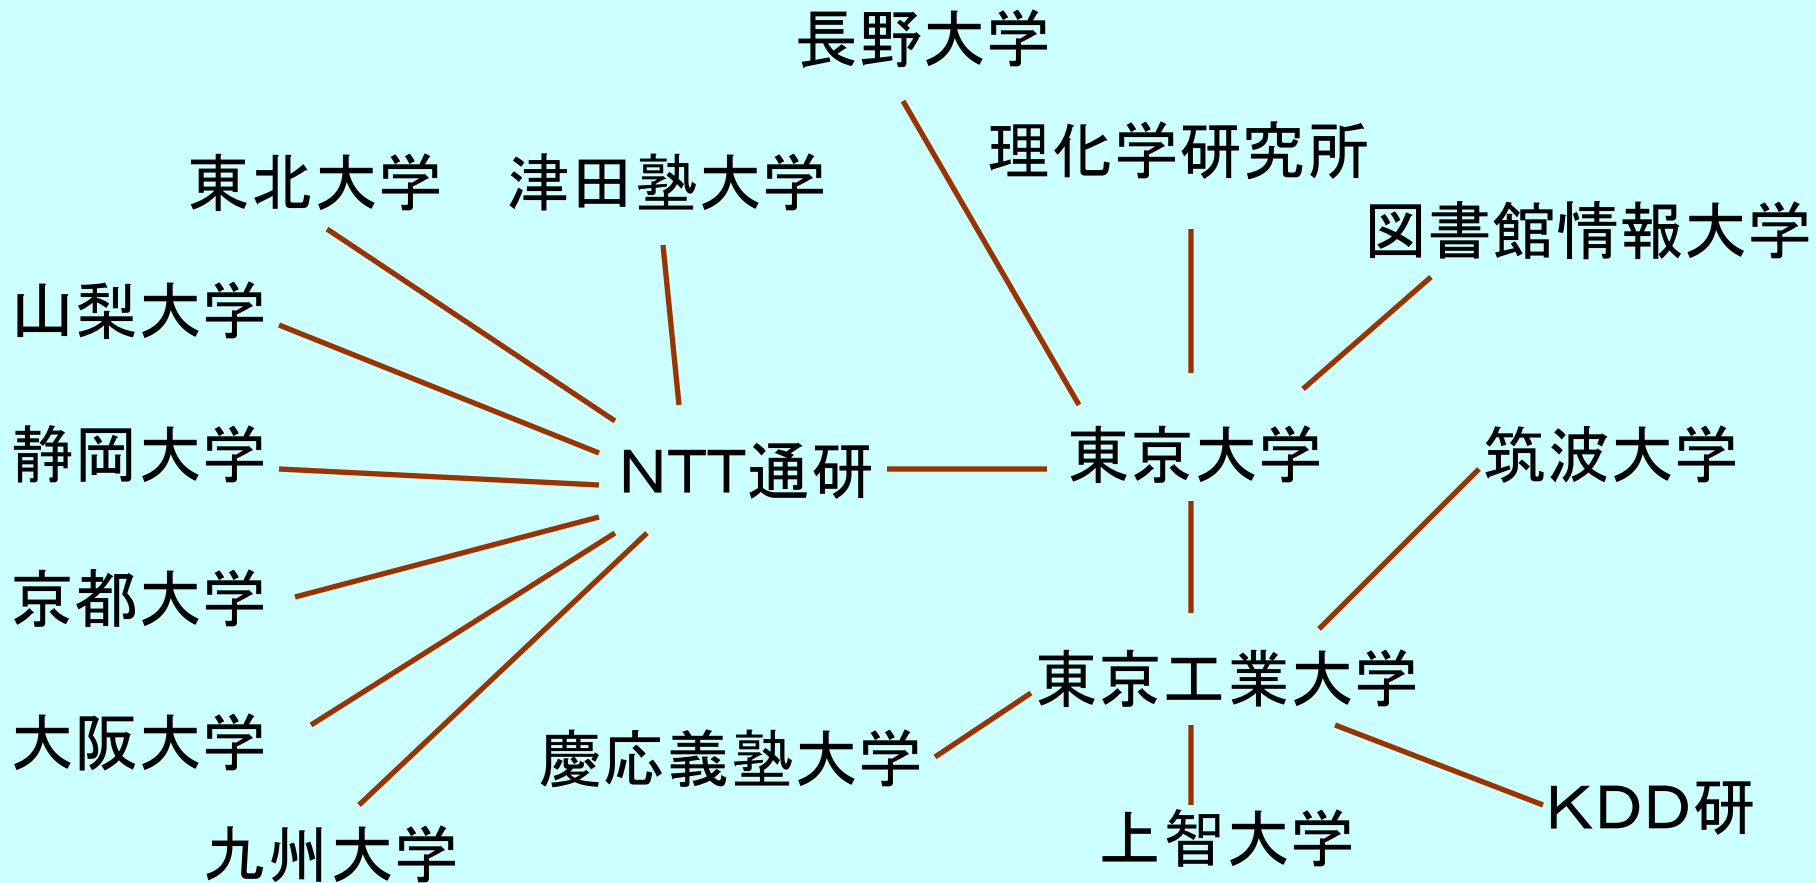 長野大学
理化学研究所
東北大学
津田塾大学
図書館情報大学
山梨大学
静岡大学
NTT通研
東京大学
筑波大学
京都大学
東京工業大学
大阪大学
慶応義塾大学
KDD研
上智大学
九州大学